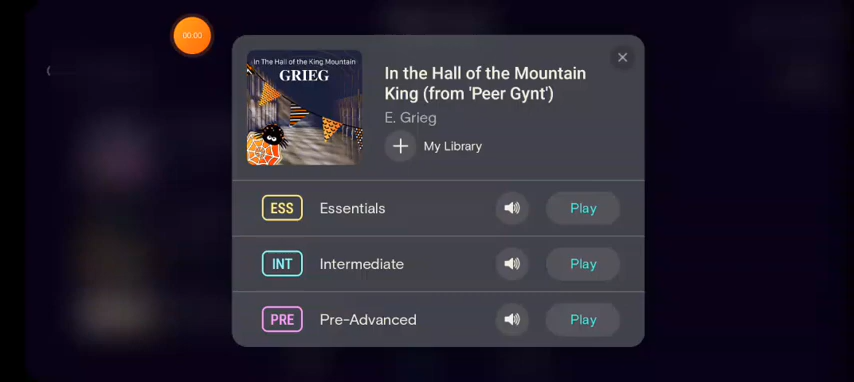 00:00
In The Hall of the King Mountain
GRIEG
In the Hall of the Mountain
King (from 'Peer Gynt')
E. Grieg
My Library
ESS Essentials Play
INT Intermediate Play
PRE Pre-Advanced Play